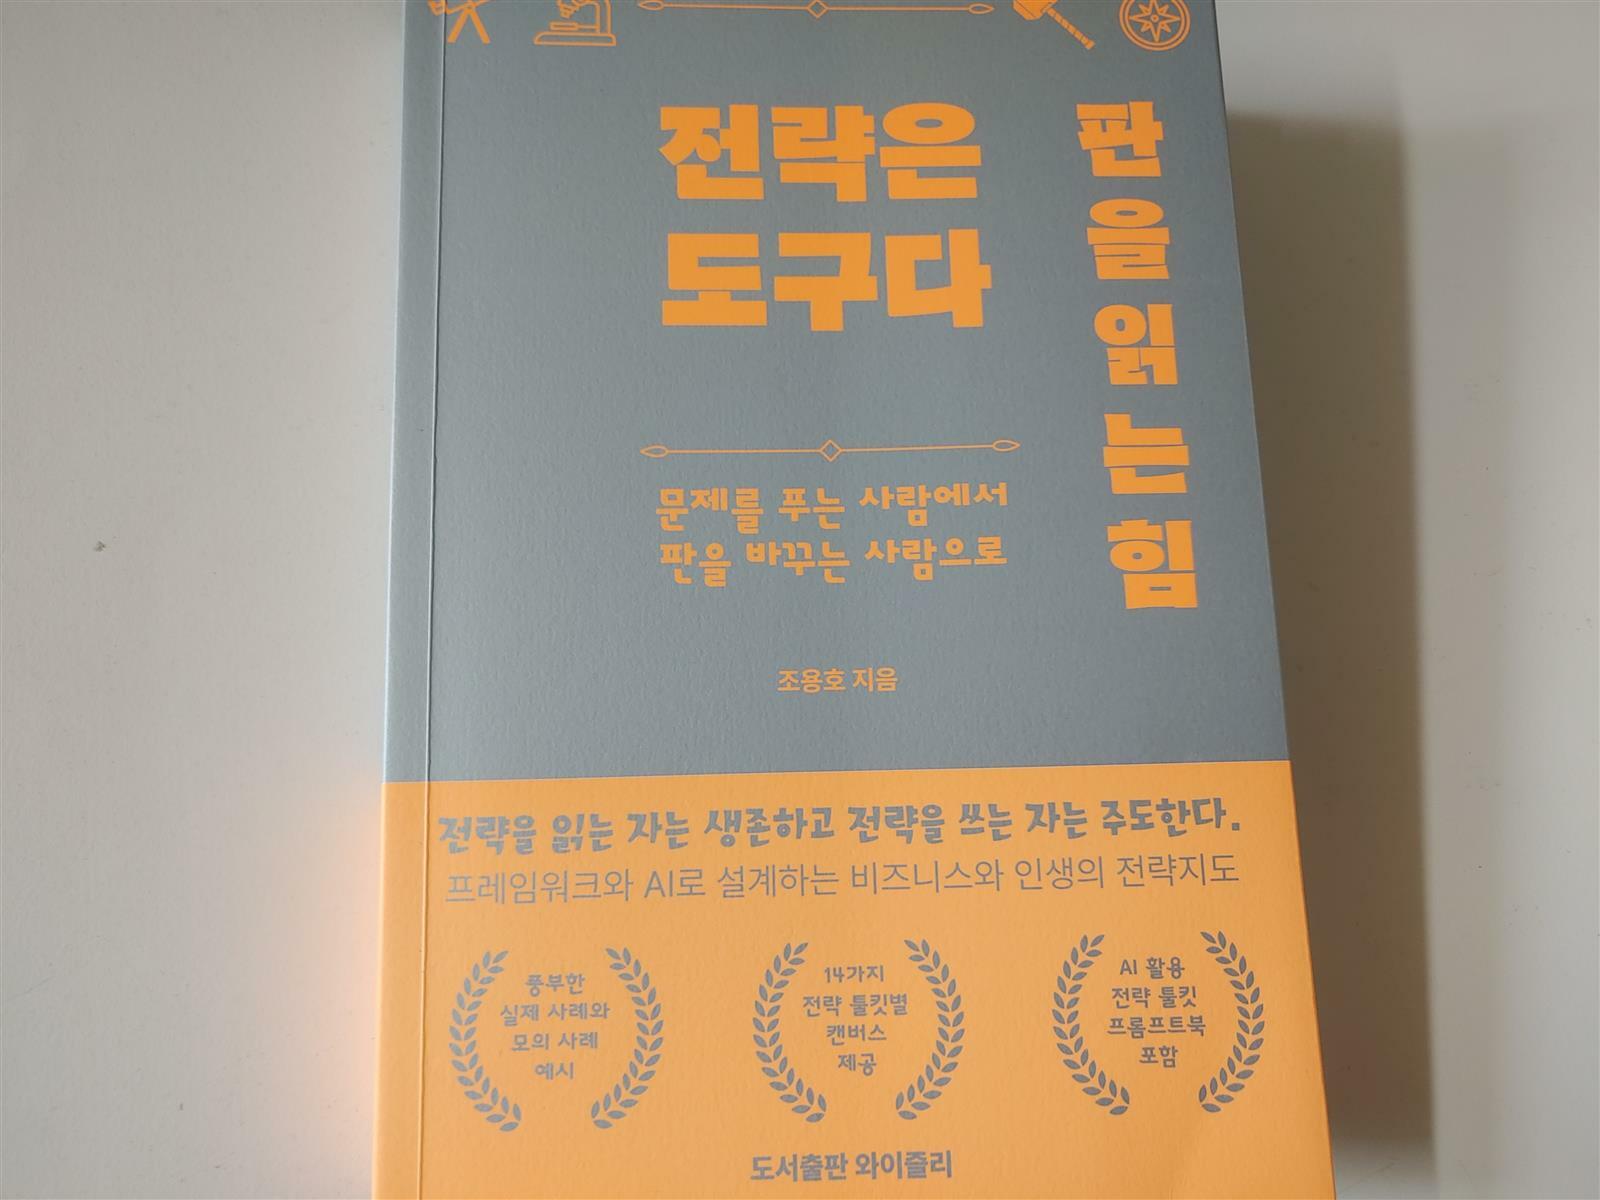 전략은
도구다
판을 읽는 힘
문제를 푸는 사람에서
판을 바꾸는 사람으로
조용호 지음
전략을 읽는 자는 생존하고 전략을 쓰는 자는 주도한다.
프레임워크와 AI로 설계하는 비즈니스와 인생의 전략지도
풍부한
실제 사례와
모의 사례
예시
14가지
전략 툴킷별
캔버스
제공
AI 활용
전략 툴킷
프롬프트북
포함
도서출판 와이즐리